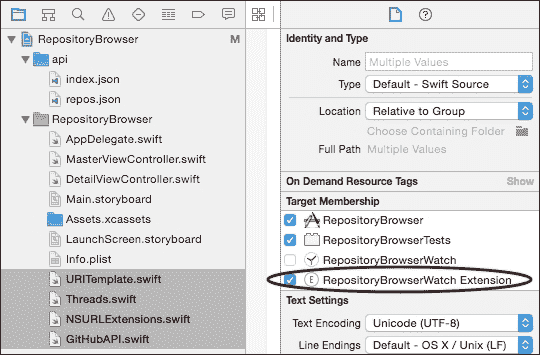 RepositoryBrowser M
api
index.json
repos.json
RepositoryBrowser
AppDelegate.swift
MasterViewController.swift
DetailViewController.swift
Main.storyboard
Assets.xcassets
LaunchScreen.storyboard
Info.plist
URITemplate.swift
Threads.swift
NSURLExtensions.swift
GitHubAPI.swift
Identity and Type
Name Multiple Values
Type Default - Swift Source
Location Relative to Group
Choose Containing Folder
Full Path Multiple Values
On Demand Resource Tags Show
Target Membership
RepositoryBrowser
RepositoryBrowserTests
RepositoryBrowserWatch
E RepositoryBrowserWatch Extension
Text Settings
Text Encoding Unicode (UTF-8)
Line Endings Default - OS X / Unix (LF)